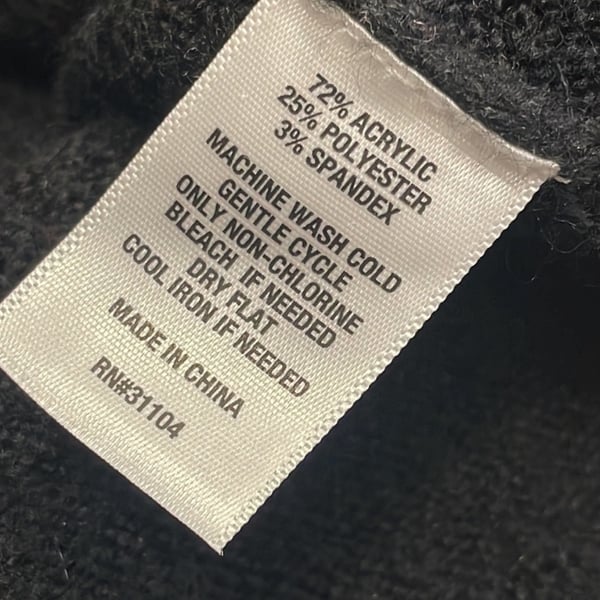 72% ACRYLIC
25% POLYESTER
3% SPANDEX
MACHINE WASH COLD
GENTLE CYCLE
ONLY NON-CHLORINE
BLEACH IF NEEDED
DRY FLAT
COOL IRON IF NEEDED
MADE IN CHINA
RN#31104